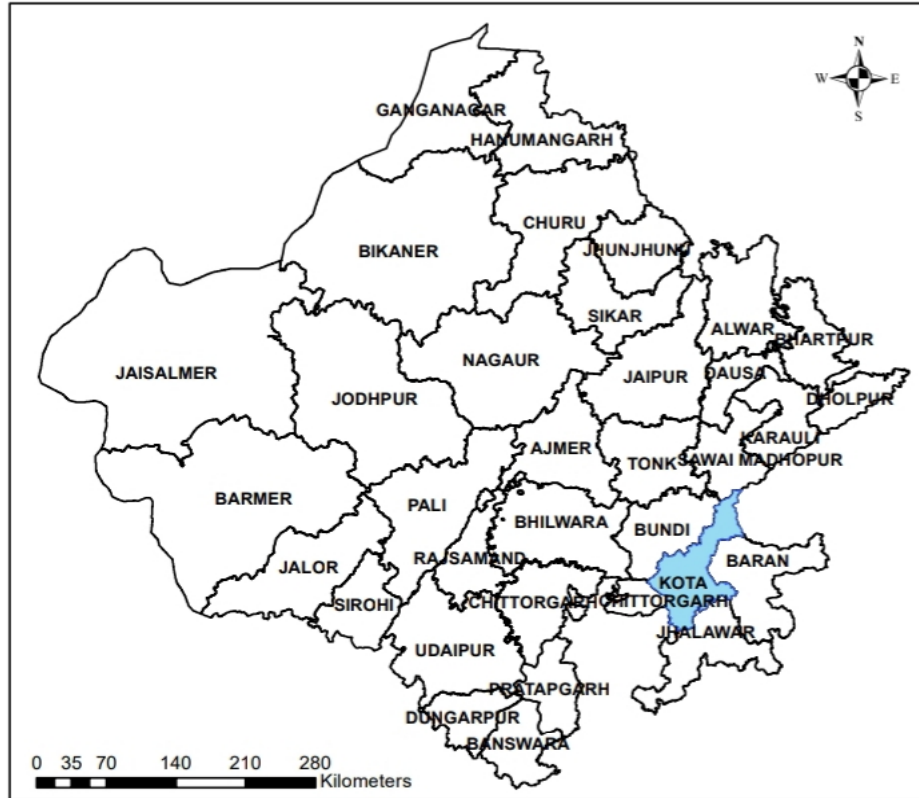 N
W E
S
GANGANAGAR
HANUMANGARH
CHURU
BIKANER
JHUNJHUNU
SIKAR
ALWAR
BHARTPUR
NAGAUR
JAISALMER
JAIPUR
DAUSA
JODHPUR
DHOLPUR
KARAULI
AJMER
TONK
SAWAI MADHOPUR
BARMER
PALI
BHILWARA
BUNDI
RAJSAMAND
BARAN
JALOR
KOTA
SIROHI
CHITTORGARH
CHITTORGARH
JHALAWAR
UDAIPUR
PRATAPGARH
DUNGARPUR
BANSWARA
0 35 70 140 210 280
Kilometers